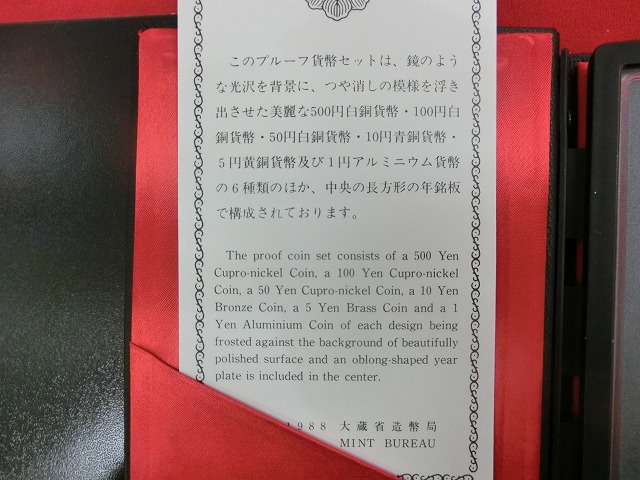 このプルーフ貨幣セットは、鏡のよう
な光沢を背景に、つや消しの模様を浮き
出させた美麗な500円白銅貨幣・100円白
銅貨幣・50円白銅貨幣・10円青銅貨幣・
5円黄銅貨幣及び1円アルミニウム貨幣
の6種類のほか、中央の長方形の年銘板
で構成されております。
The proof coin set consists of a 500 Yen
Cupro-nickel Coin, a 100 Yen Cupro-nickel
Coin, a 50 Yen Cupro-nickel Coin, a 10 Yen
Bronze Coin, a 5 Yen Brass Coin and a 1
Yen Aluminium Coin of each design being
frosted against the background of beautifully
polished surface and an oblong-shaped year
plate is included in the center.
1988 大蔵省造幣局
MINT BUREAU